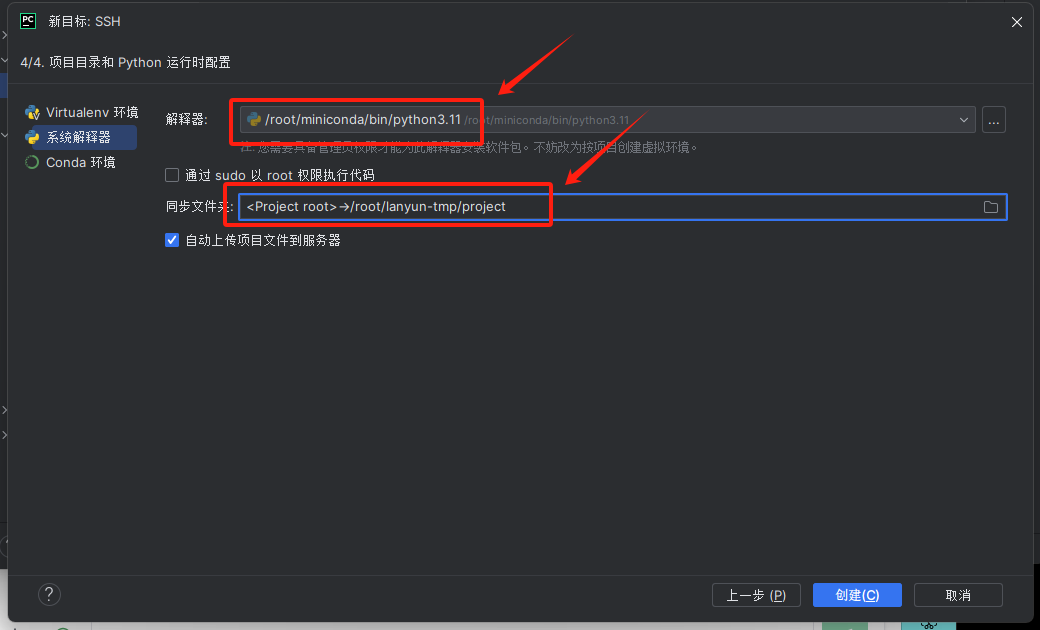 PC 新目标: SSH
4/4. 项目目录和 Python 运行时配置
Virtualenv 环境
系统解释器
Conda 环境
解释器: /root/miniconda/bin/python3.11 /root/miniconda/bin/python3.11 ...
注: 您需要具备管理员权限才能为此解释器安装软件包。不妨改为按项目创建虚拟环境。
通过 sudo 以 root 权限执行代码
同步文件夹: <Project root>→/root/lanyun-tmp/project
自动上传项目文件到服务器
? 上一步 (P) 创建(C) 取消